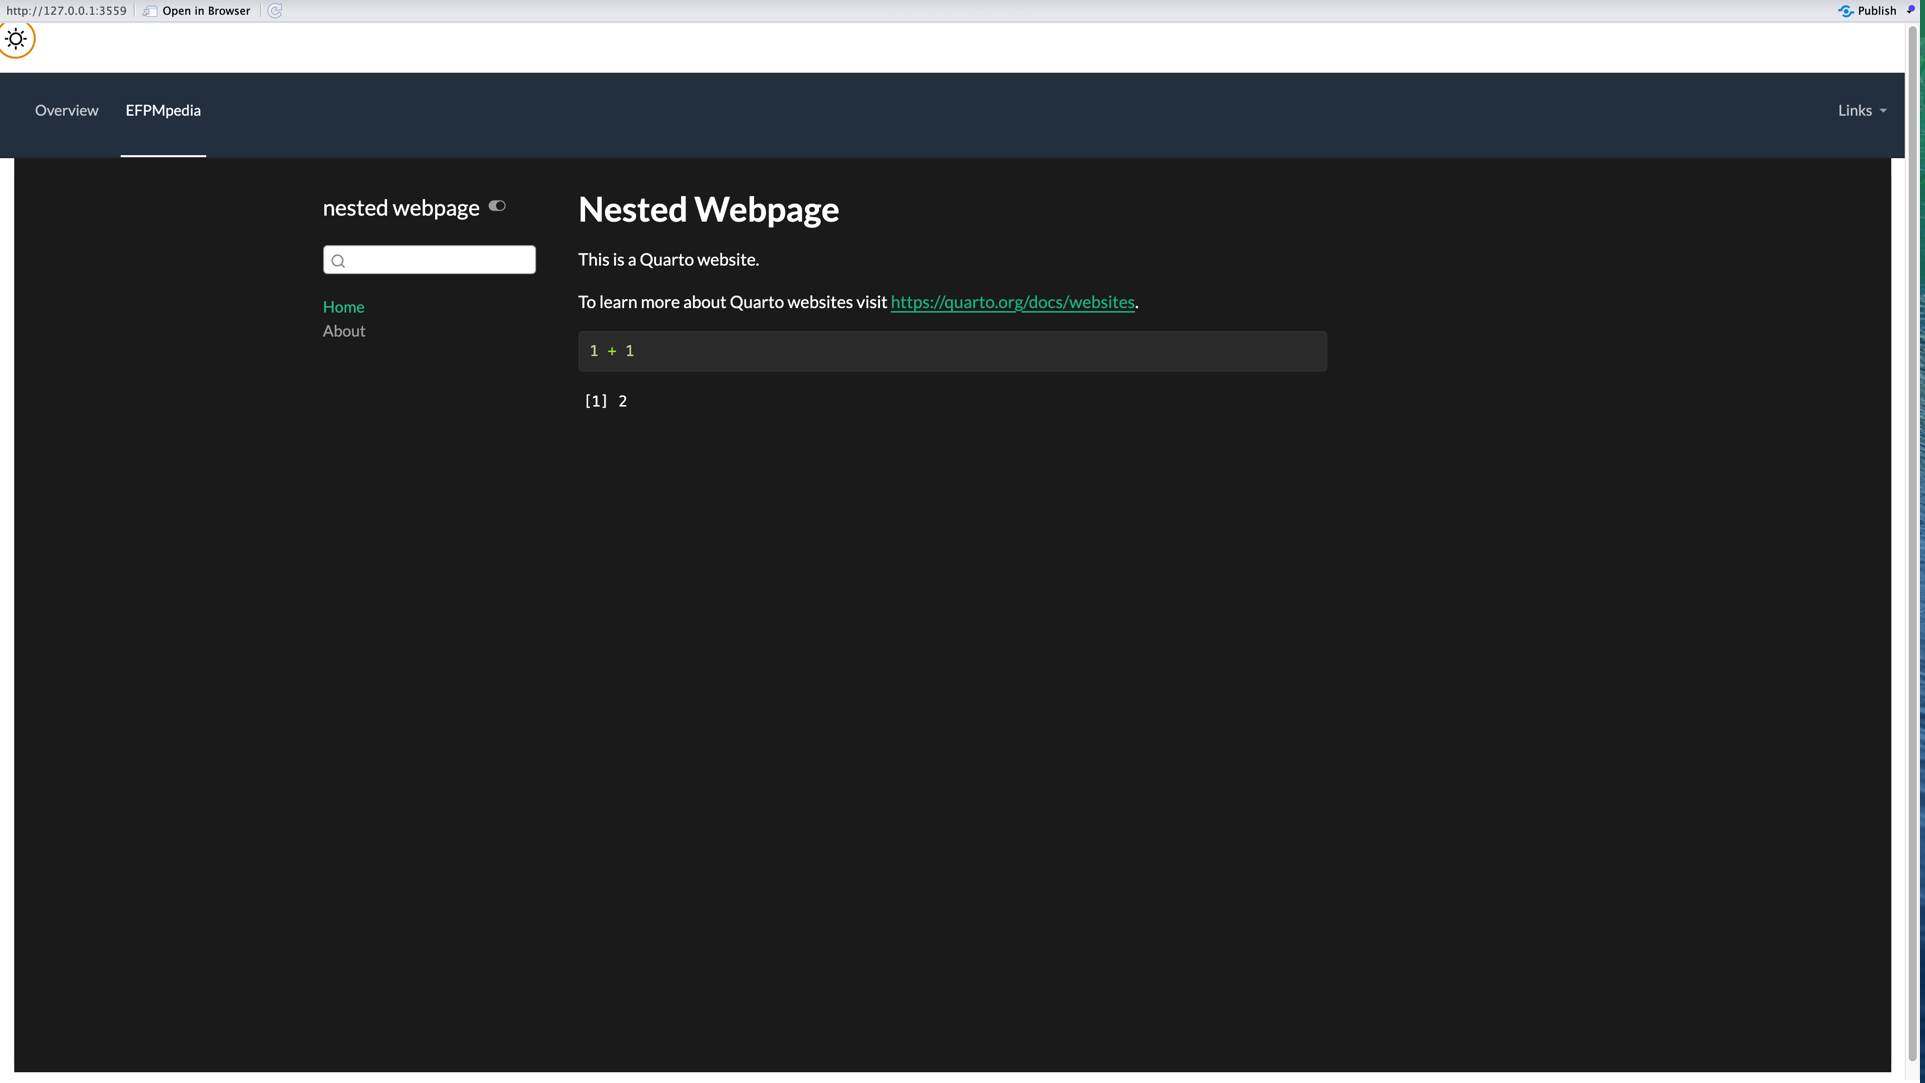 http://127.0.0.1:3559 Open in Browser Publish
Overview EFPMpedia Links
nested webpage
Home
About
Nested Webpage
This is a Quarto website.
To learn more about Quarto websites visit https://quarto.org/docs/websites.
1 + 1
[1] 2